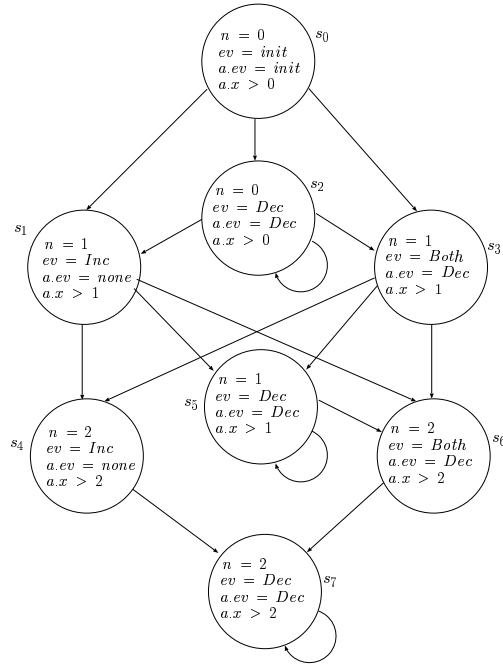 n = 0
ev = init
a.ev = init
a.x > 0
s0
n = 0
ev = Dec
a.ev = Dec
a.x > 0
s2
s1
n = 1
ev = Inc
a.ev = none
a.x > 1
n = 1
ev = Both
a.ev = Dec
a.x > 1
s3
s5
n = 1
ev = Dec
a.ev = Dec
a.x > 1
s4
n = 2
ev = Inc
a.ev = none
a.x > 2
n = 2
ev = Both
a.ev = Dec
a.x > 2
s6
n = 2
ev = Dec
a.ev = Dec
a.x > 2
s7